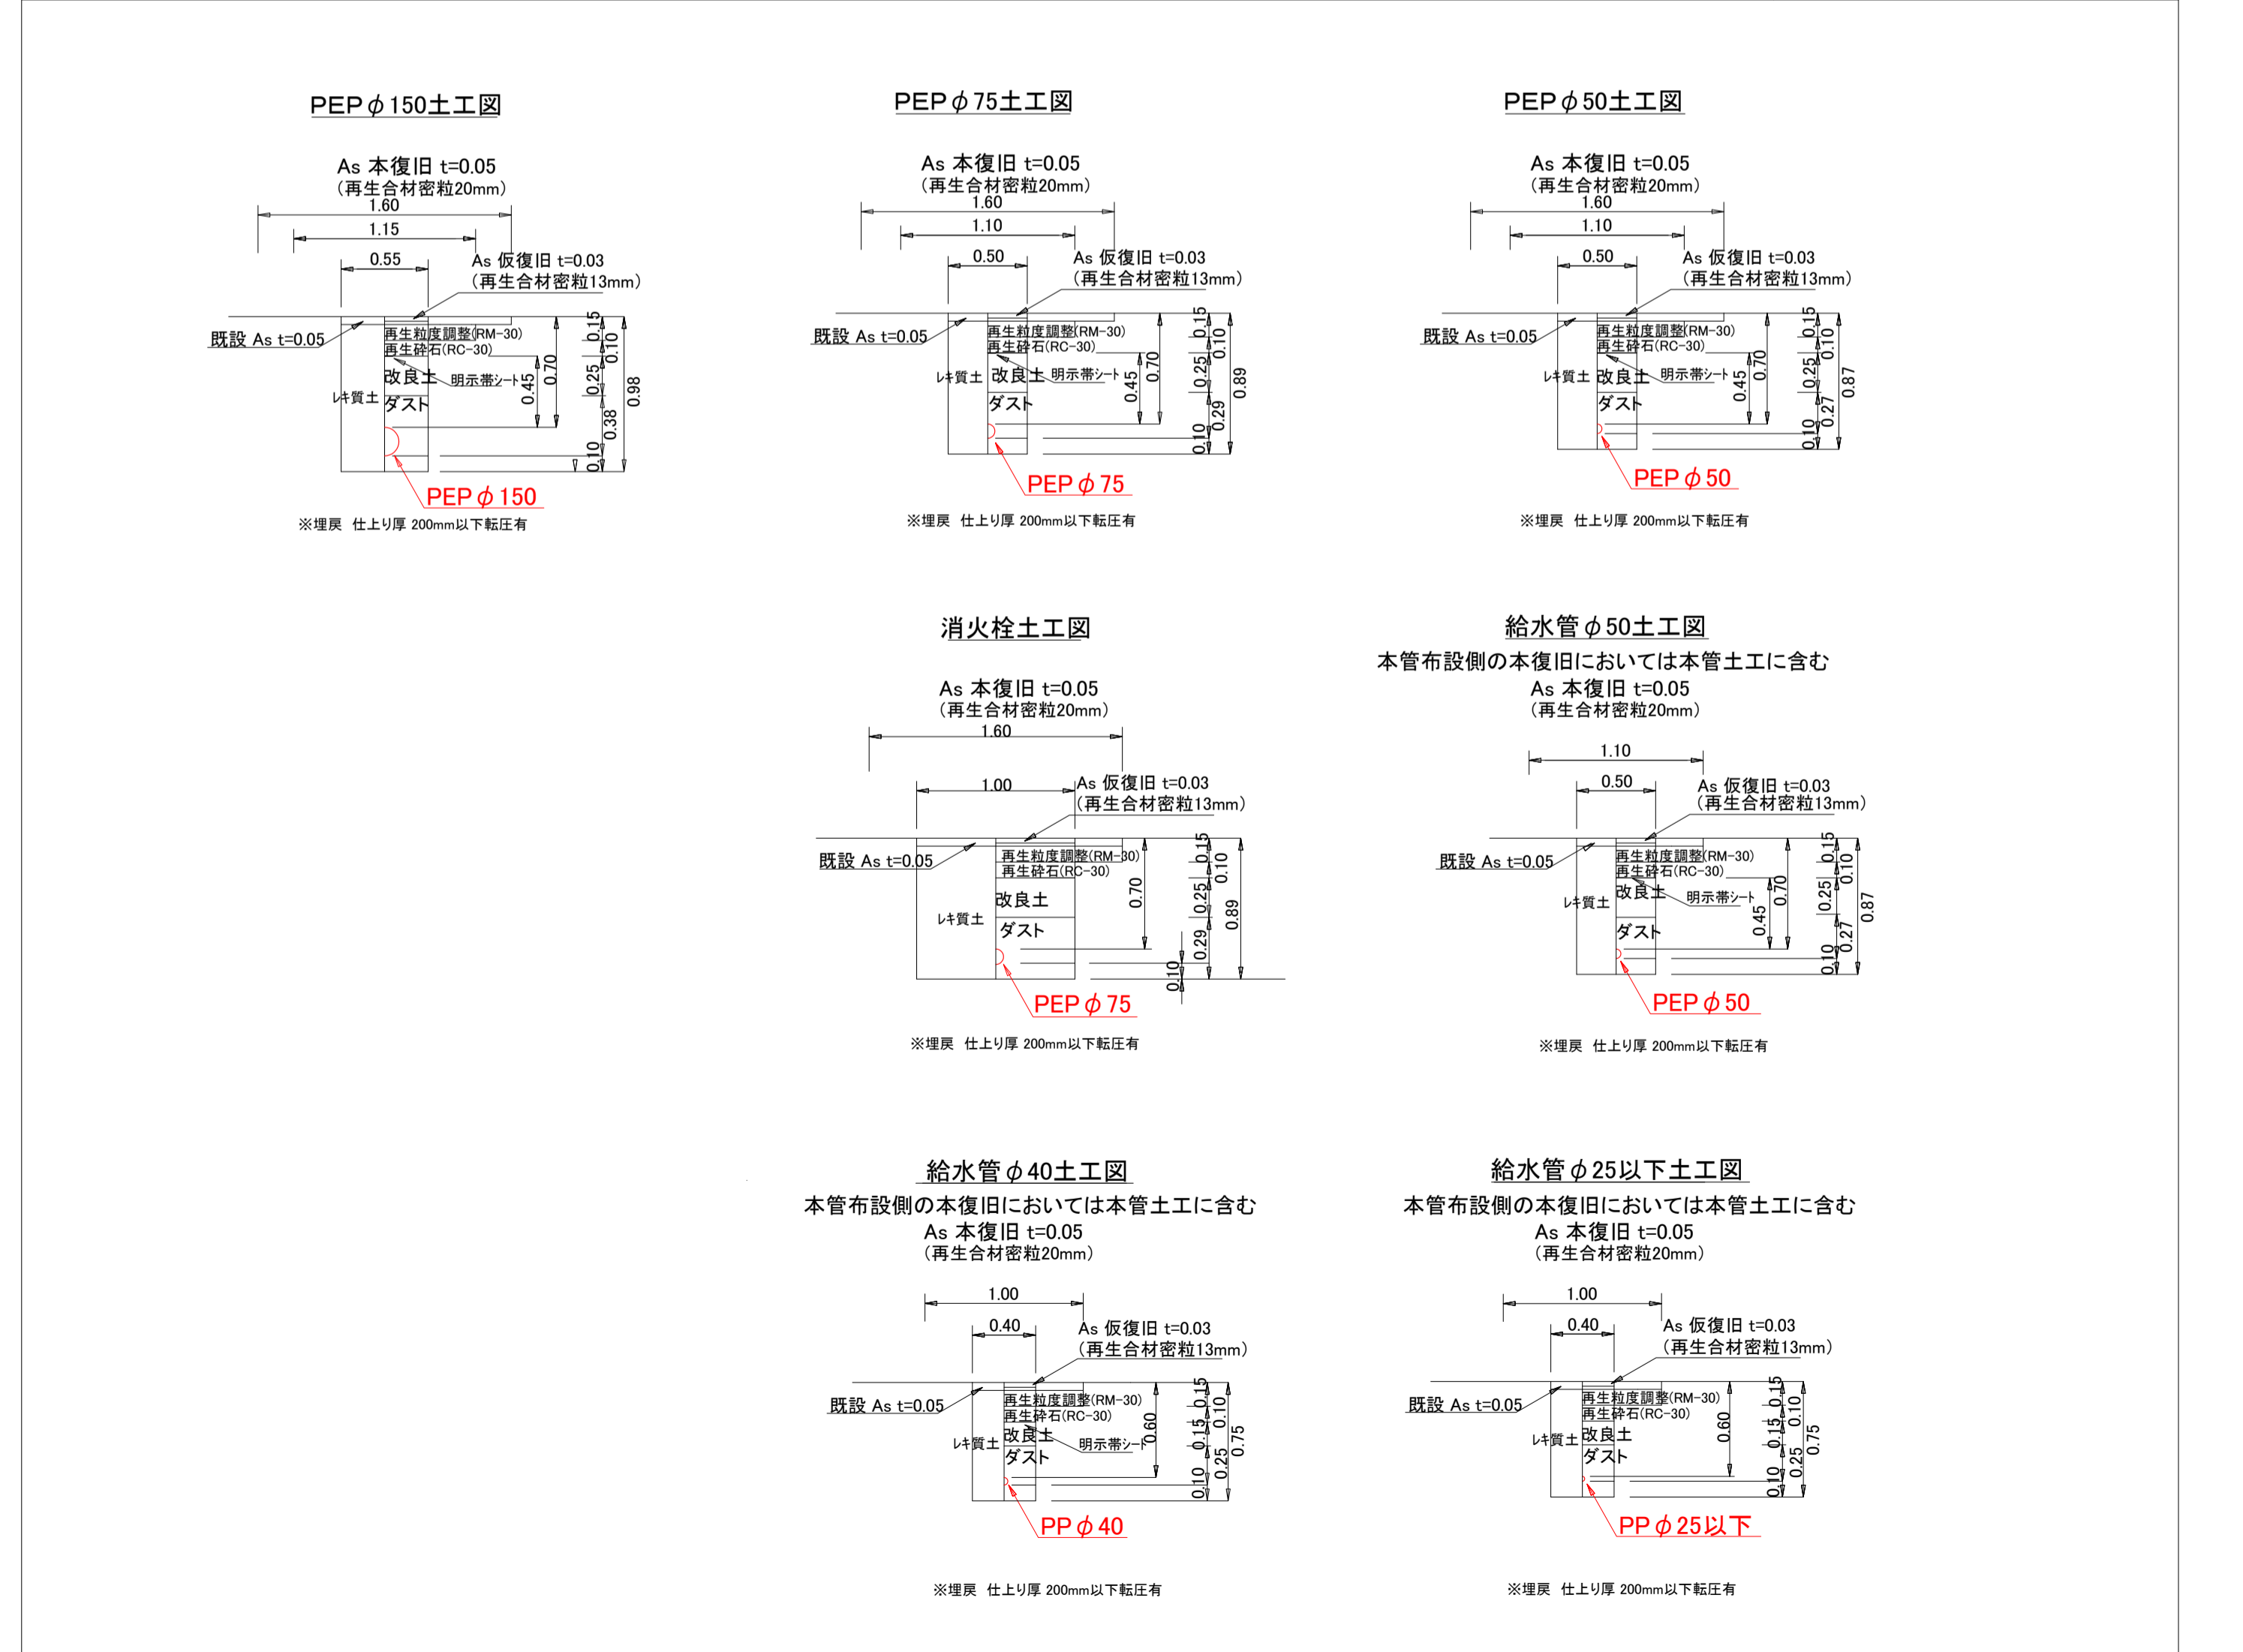 PEPφ150土工図
As 本復旧 t=0.05
(再生合材密粒20mm)
1.60
1.15
0.55
As 仮復旧 t=0.03
(再生合材密粒13mm)
既設 As t=0.05
再生粒度調整(RM-30)
再生砕石(RC-30)
改良土
明示帯シート
レキ質土
ダスト
0.45
0.70
0.15
0.10
0.25
0.38
0.10
0.98
PEPφ150
※埋戻 仕上り厚 200mm以下転圧有
PEPφ75土工図
As 本復旧 t=0.05
(再生合材密粒20mm)
1.60
1.10
0.50
As 仮復旧 t=0.03
(再生合材密粒13mm)
既設 As t=0.05
再生粒度調整(RM-30)
再生砕石(RC-30)
レキ質土
改良土
明示帯シート
ダスト
0.45
0.70
0.15
0.10
0.25
0.29
0.10
0.89
PEPφ75
※埋戻 仕上り厚 200mm以下転圧有
PEPφ50土工図
As 本復旧 t=0.05
(再生合材密粒20mm)
1.60
1.10
0.50
As 仮復旧 t=0.03
(再生合材密粒13mm)
既設 As t=0.05
再生粒度調整(RM-30)
再生砕石(RC-30)
レキ質土
改良土
明示帯シート
ダスト
0.45
0.70
0.15
0.10
0.25
0.27
0.10
0.87
PEPφ50
※埋戻 仕上り厚 200mm以下転圧有
消火栓土工図
As 本復旧 t=0.05
(再生合材密粒20mm)
1.60
1.00
As 仮復旧 t=0.03
(再生合材密粒13mm)
既設 As t=0.05
再生粒度調整(RM-30)
再生砕石(RC-30)
改良土
レキ質土
ダスト
0.70
0.15
0.10
0.25
0.29
0.10
0.89
PEPφ75
※埋戻 仕上り厚 200mm以下転圧有
給水管φ50土工図
本管布設側の本復旧においては本管土工に含む
As 本復旧 t=0.05
(再生合材密粒20mm)
1.10
0.50
As 仮復旧 t=0.03
(再生合材密粒13mm)
既設 As t=0.05
再生粒度調整(RM-30)
再生砕石(RC-30)
改良土
明示帯シート
レキ質土
ダスト
0.45
0.70
0.15
0.10
0.25
0.27
0.10
0.87
PEPφ50
※埋戻 仕上り厚 200mm以下転圧有
給水管φ40土工図
本管布設側の本復旧においては本管土工に含む
As 本復旧 t=0.05
(再生合材密粒20mm)
1.00
0.40
As 仮復旧 t=0.03
(再生合材密粒13mm)
既設 As t=0.05
再生粒度調整(RM-30)
再生砕石(RC-30)
改良土
明示帯シート
レキ質土
ダスト
0.60
0.15
0.10
0.15
0.25
0.10
0.75
PPφ40
※埋戻 仕上り厚 200mm以下転圧有
給水管φ25以下土工図
本管布設側の本復旧においては本管土工に含む
As 本復旧 t=0.05
(再生合材密粒20mm)
1.00
0.40
As 仮復旧 t=0.03
(再生合材密粒13mm)
既設 As t=0.05
再生粒度調整(RM-30)
再生砕石(RC-30)
改良土
レキ質土
ダスト
0.60
0.15
0.10
0.15
0.25
0.10
0.75
PPφ25以下
※埋戻 仕上り厚 200mm以下転圧有